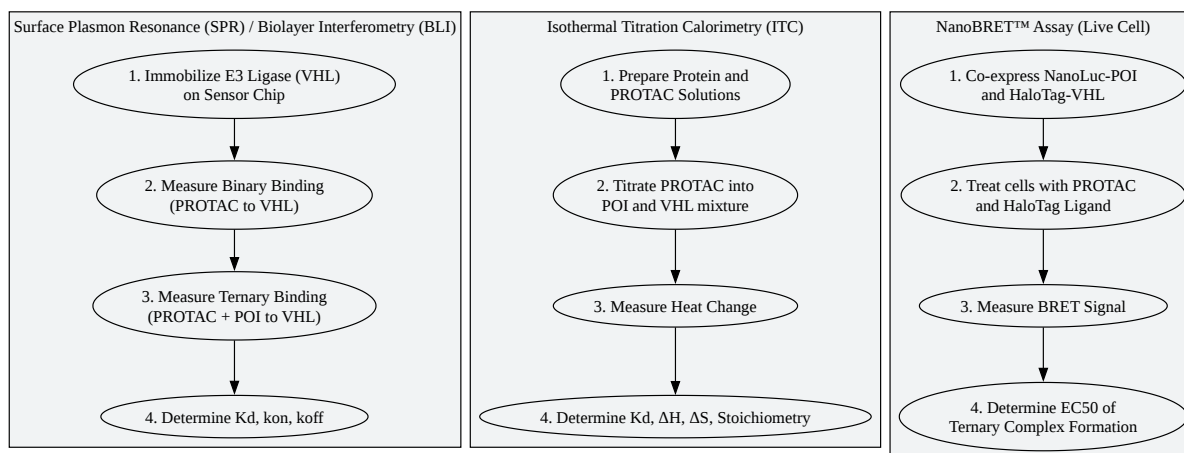 Surface Plasmon Resonance (SPR) / Biolayer Interferometry (BLI)
1. Immobilize E3 Ligase (VHL)
on Sensor Chip
2. Measure Binary Binding
(PROTAC to VHL)
3. Measure Ternary Binding
(PROTAC + POI to VHL)
4. Determine Kd, kon, koff
Isothermal Titration Calorimetry (ITC)
1. Prepare Protein and
PROTAC Solutions
2. Titrate PROTAC into
POI and VHL mixture
3. Measure Heat Change
4. Determine Kd, ΔH, ΔS, Stoichiometry
NanoBRET™ Assay (Live Cell)
1. Co-express NanoLuc-POI
and HaloTag-VHL
2. Treat cells with PROTAC
and HaloTag Ligand
3. Measure BRET Signal
4. Determine EC50 of
Ternary Complex Formation